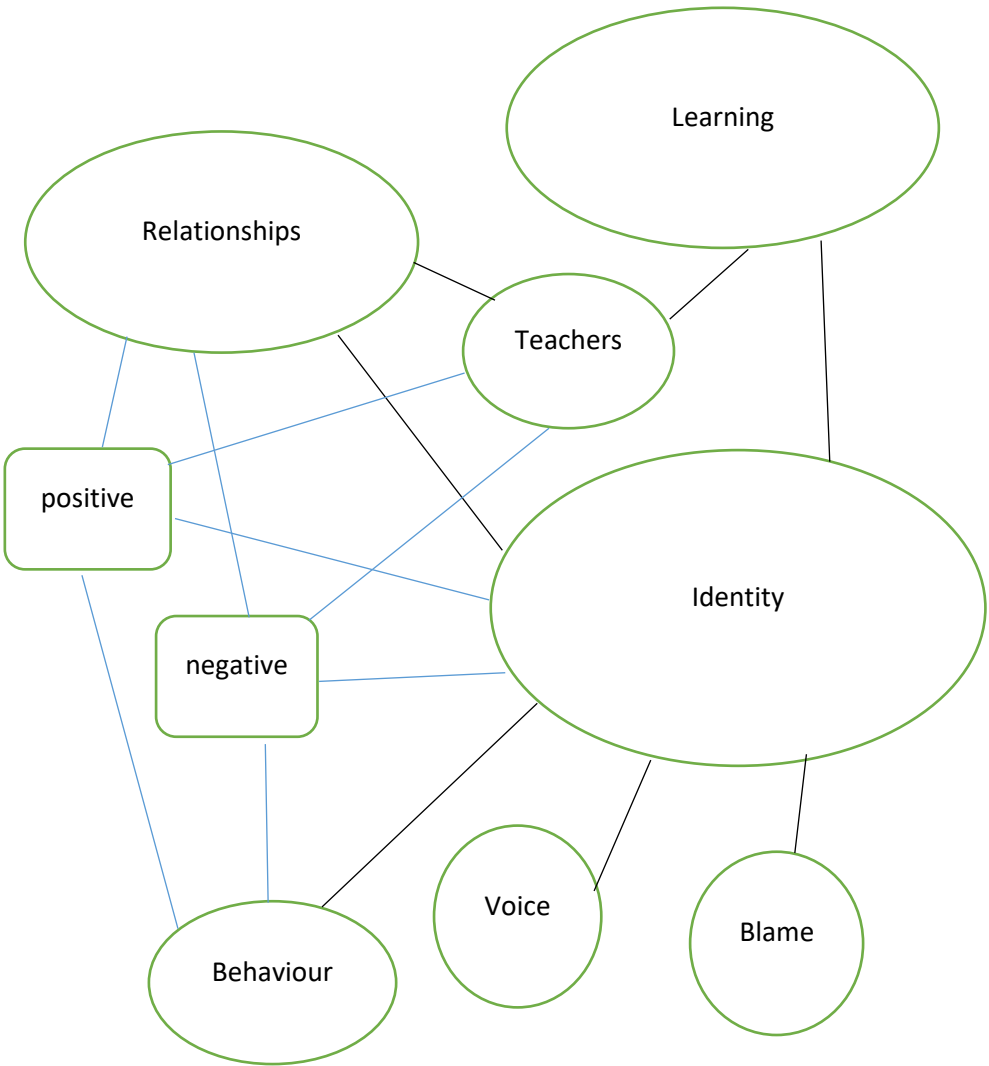 Learning
Relationships
Teachers
positive
Identity
negative
Voice
Blame
Behaviour